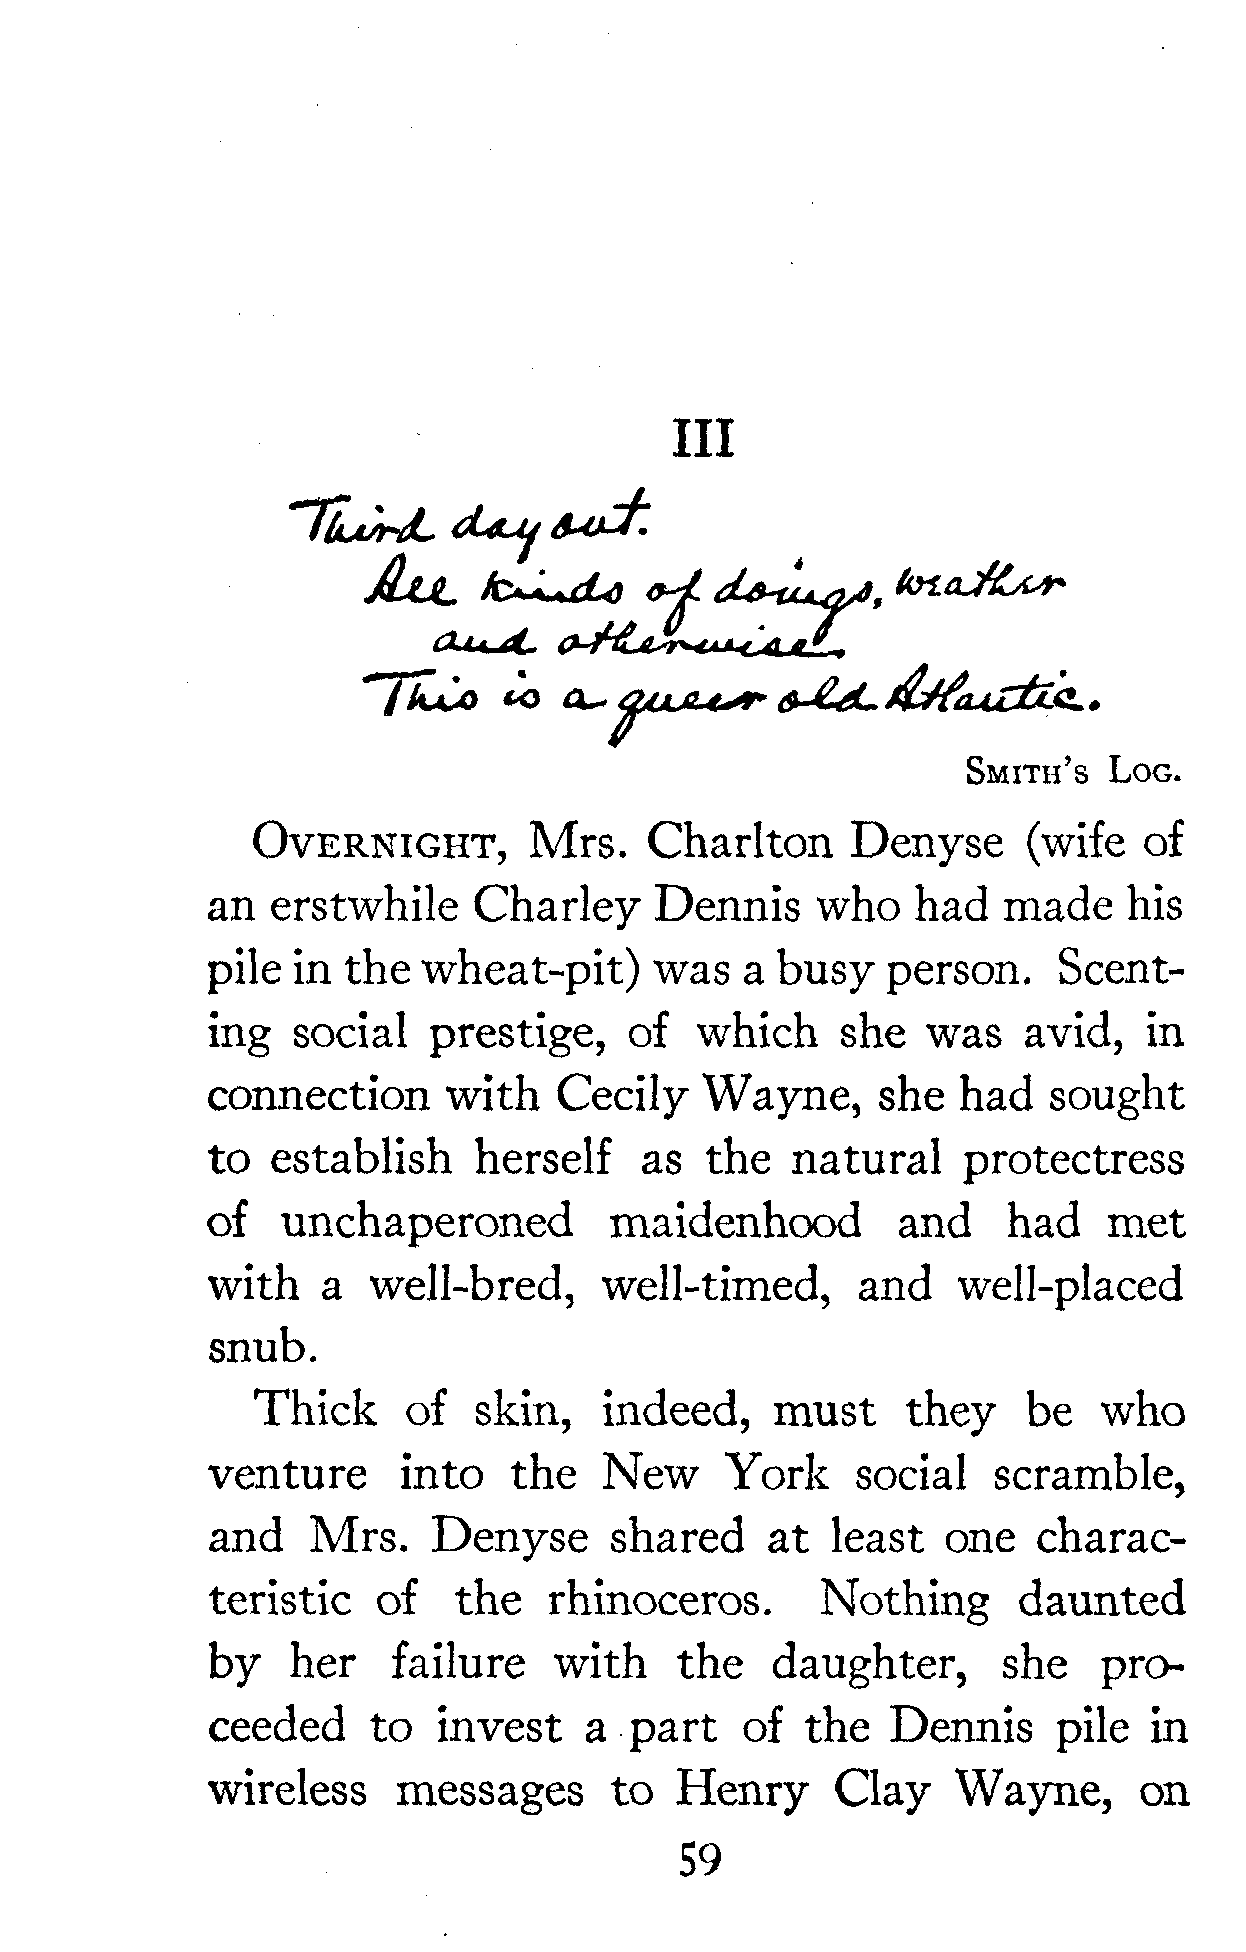 III
Third day out.
All kinds of doings, weather
and otherwise.
This is a queer old Atlantic.
SMITH'S LOG.
OVERNIGHT, Mrs. Charlton Denyse (wife of
an erstwhile Charley Dennis who had made his
pile in the wheat-pit) was a busy person. Scent-
ing social prestige, of which she was avid, in
connection with Cecily Wayne, she had sought
to establish herself as the natural protectress
of unchaperoned maidenhood and had met
with a well-bred, well-timed, and well-placed
snub.
Thick of skin, indeed, must they be who
venture into the New York social scramble,
and Mrs. Denyse shared at least one charac-
teristic of the rhinoceros. Nothing daunted
by her failure with the daughter, she pro-
ceeded to invest a part of the Dennis pile in
wireless messages to Henry Clay Wayne, on
59